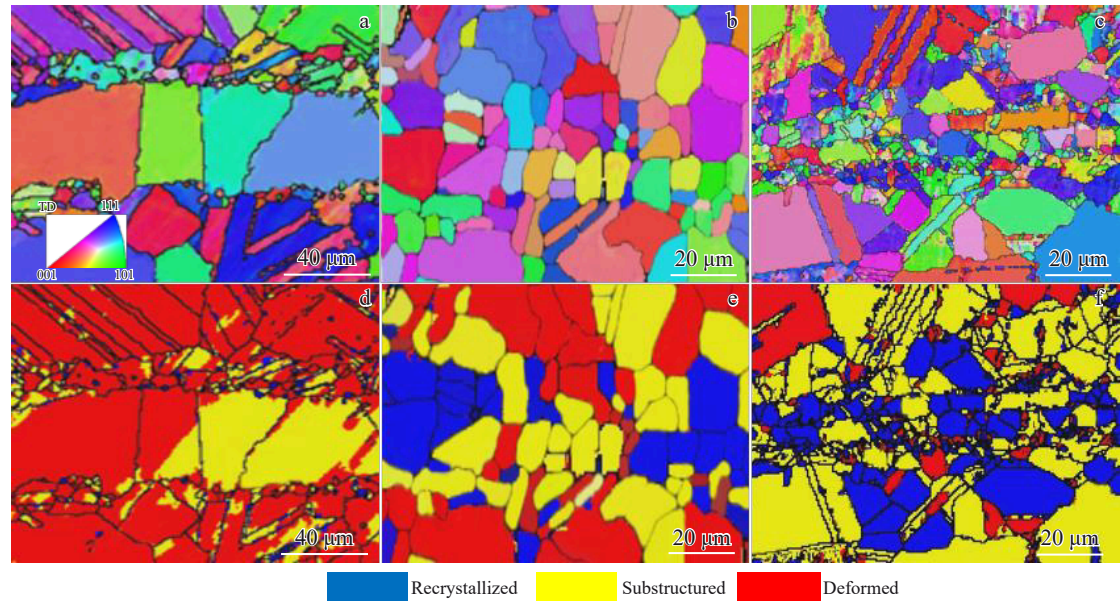 a
b
c
TD
111
001
101
40 μm
20 μm
20 μm
d
e
f
40 μm
20 μm
20 μm
Recrystallized
Substructured
Deformed